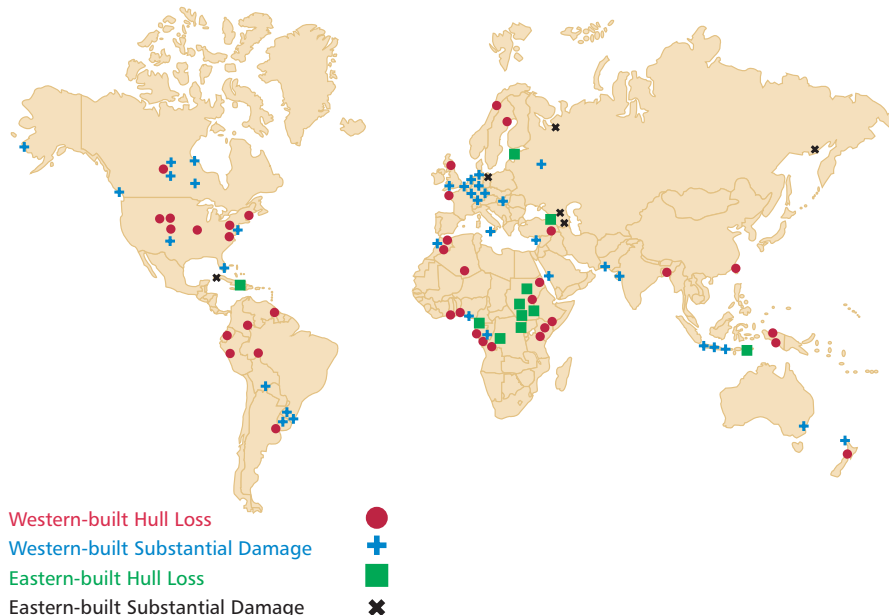 Western-built Hull Loss
Western-built Substantial Damage
Eastern-built Hull Loss
Eastern-built Substantial Damage